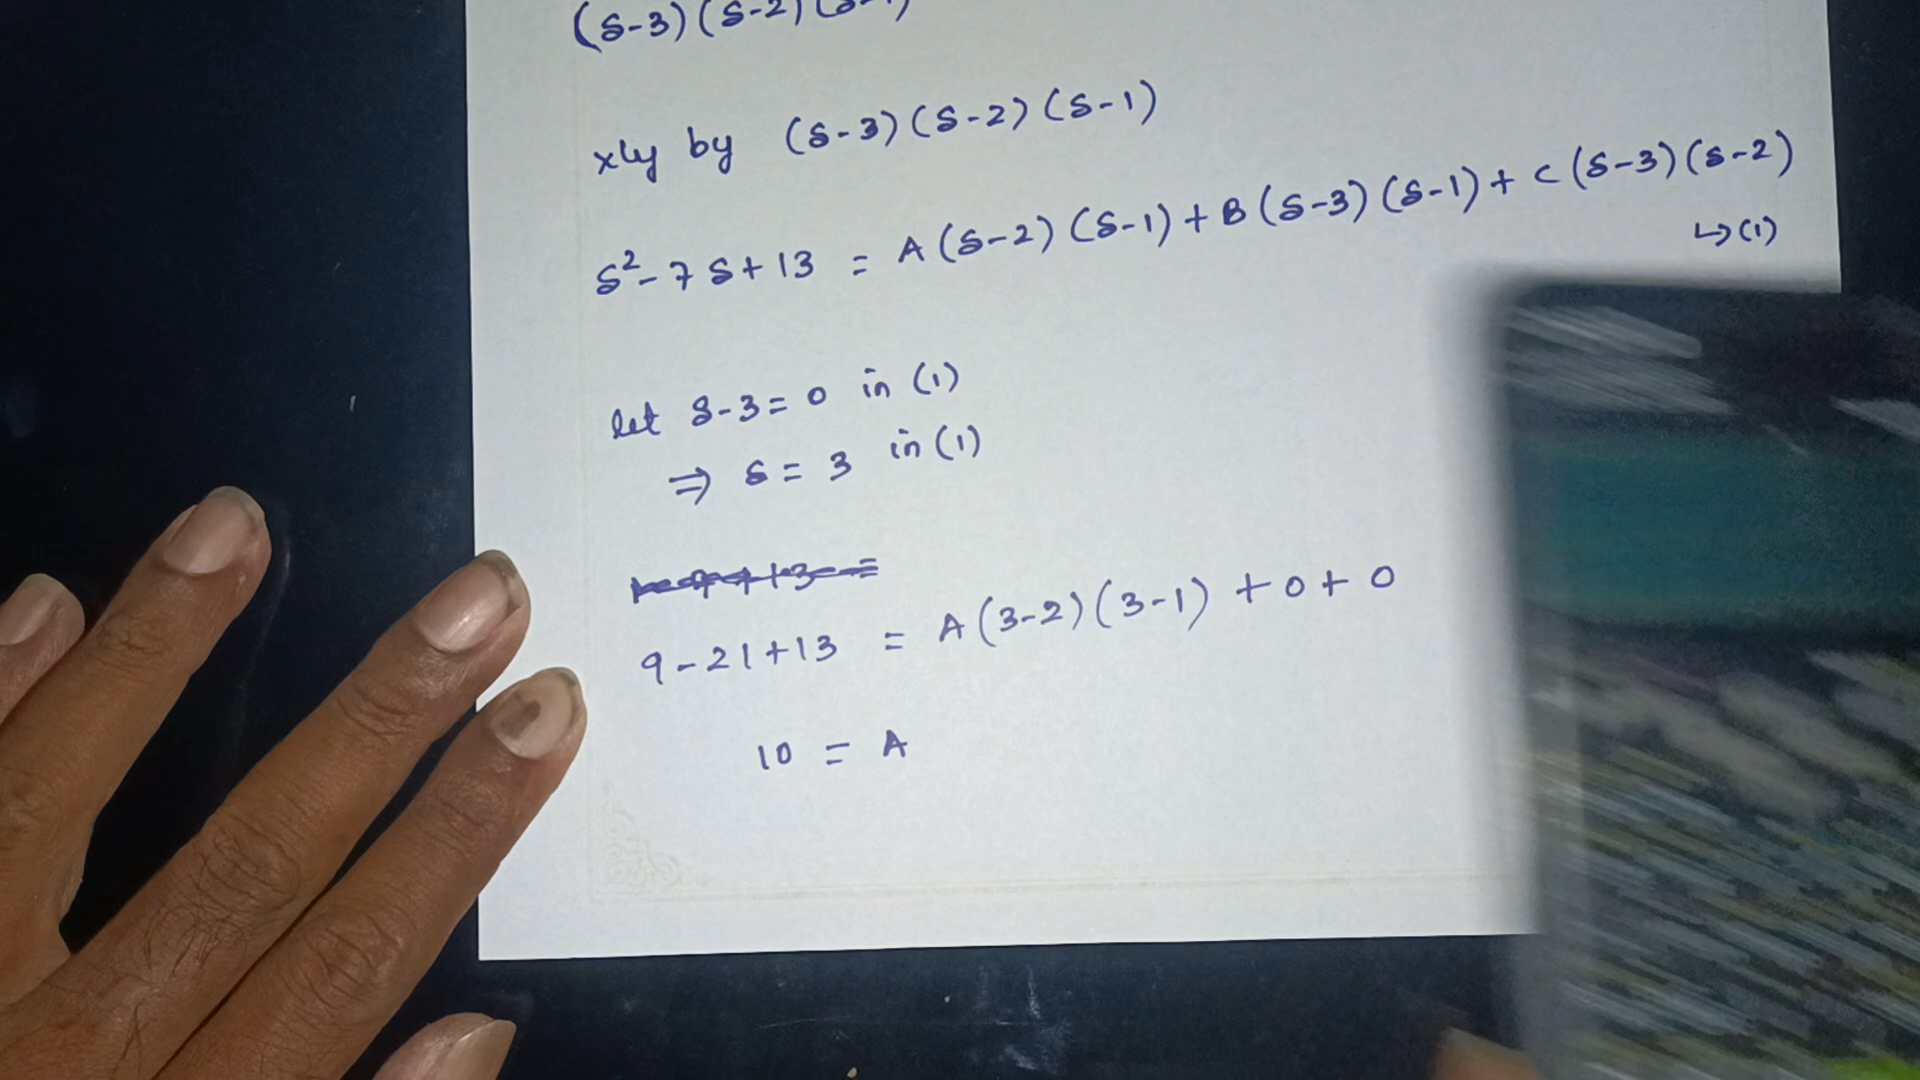 (s-3)(s-2)(s-1)
xly by (s-3)(s-2)(s-1)
s²-7s+13 = A(s-2)(s-1)+B(s-3)(s-1)+C(s-3)(s-2)
↳(1)
let s-3=0 in (1)
⇒ s = 3 in (1)
9-21+13 = A(3-2)(3-1)+0+0
10 = A